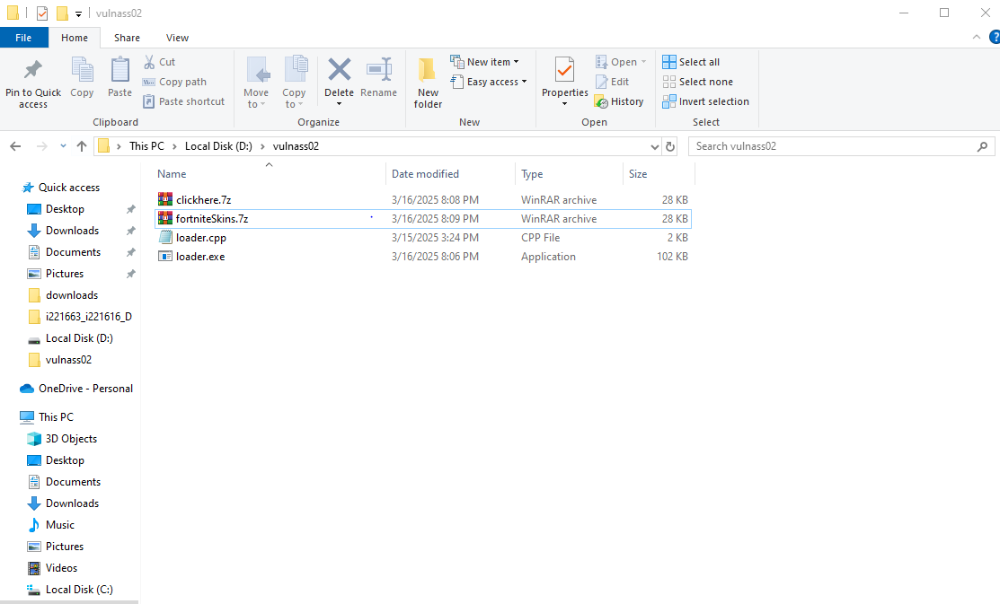 vulnass02
File Home Share View
Pin to Quick access
Copy
Paste
Cut
Copy path
Paste shortcut
Clipboard
Move to
Copy to
Delete
Rename
Organize
New folder
New item
Easy access
New
Properties
Open
Edit
History
Open
Select all
Select none
Invert selection
Select
This PC > Local Disk (D:) > vulnass02
Search vulnass02
Name Date modified Type Size
clickhere.7z 3/16/2025 8:08 PM WinRAR archive 28 KB
fortniteSkins.7z 3/16/2025 8:09 PM WinRAR archive 28 KB
loader.cpp 3/15/2025 3:24 PM CPP File 2 KB
loader.exe 3/16/2025 8:06 PM Application 102 KB
Quick access
Desktop
Downloads
Documents
Pictures
downloads
i221663_i221616_D
Local Disk (D:)
vulnass02
OneDrive - Personal
This PC
3D Objects
Desktop
Documents
Downloads
Music
Pictures
Videos
Local Disk (C:)